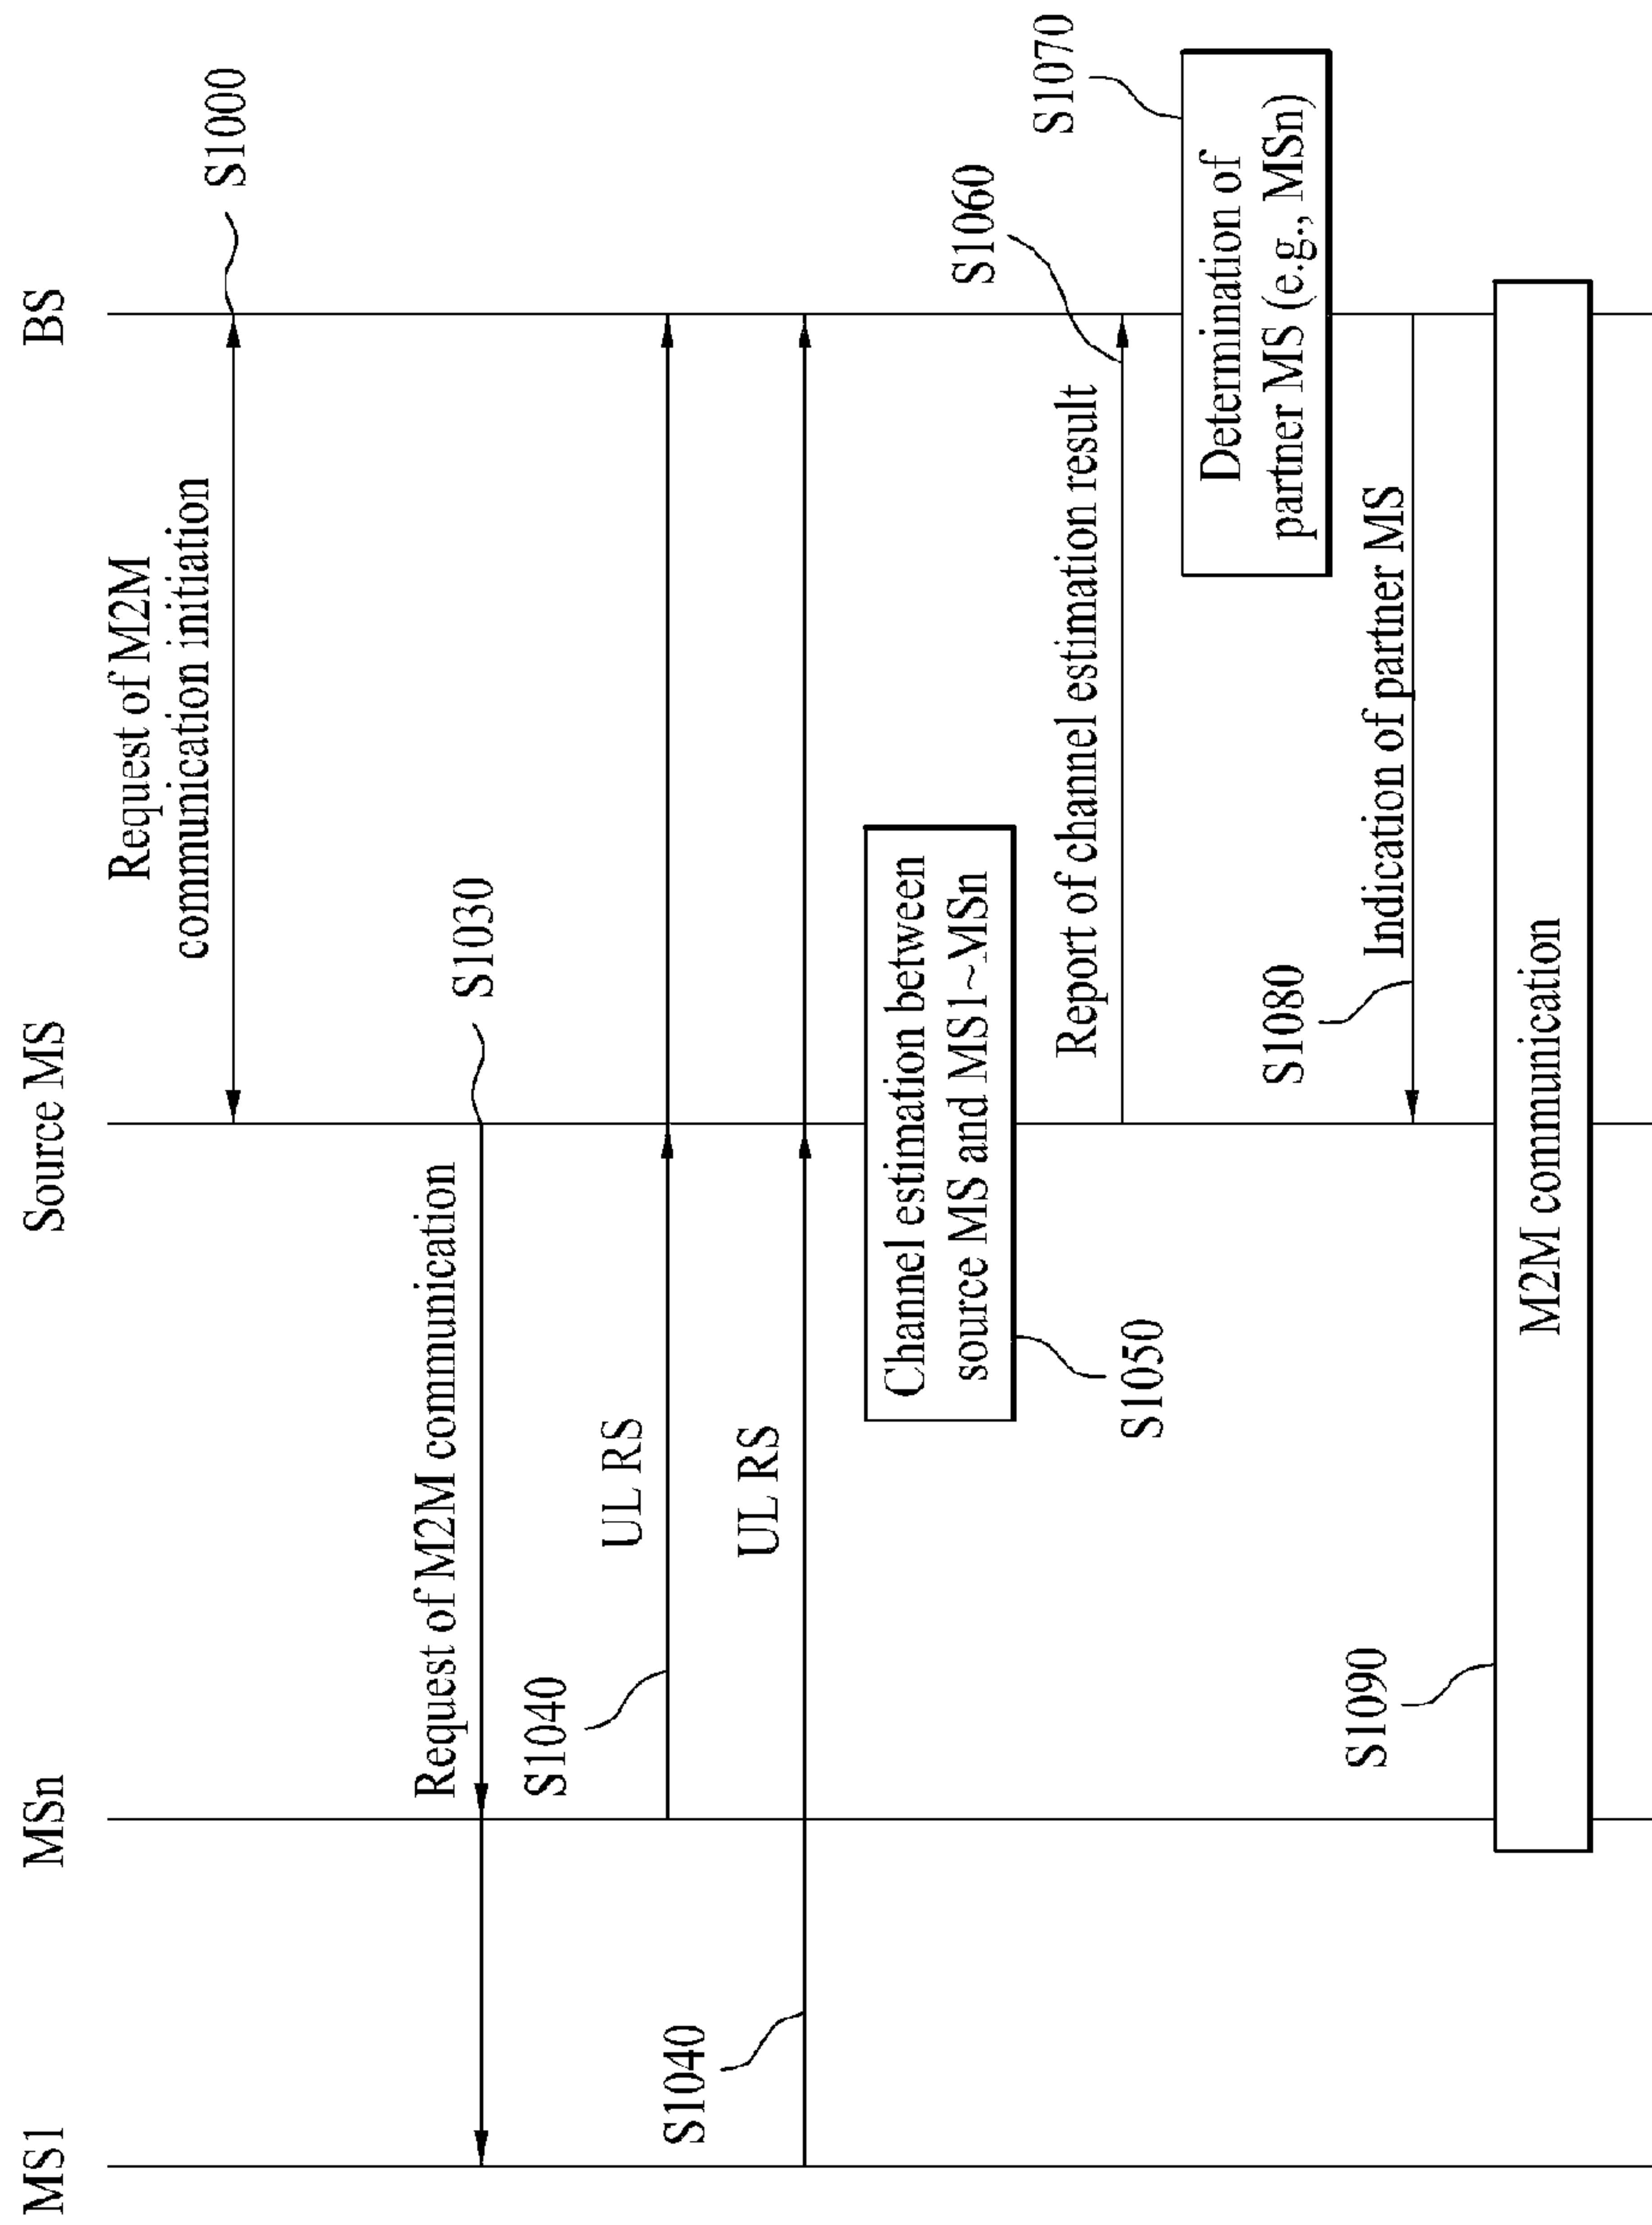 MS1
MSn
Source MS
BS
Request of M2M
communication initiation
S1000
S1030
Request of M2M communication
S1040
UL RS
S1040
UL RS
Channel estimation between
source MS and MS1~MSn
S1050
S1060
Report of channel estimation result
S1070
Determination of
partner MS (e.g., MSn)
S1080
Indication of partner MS
S1090
M2M communication